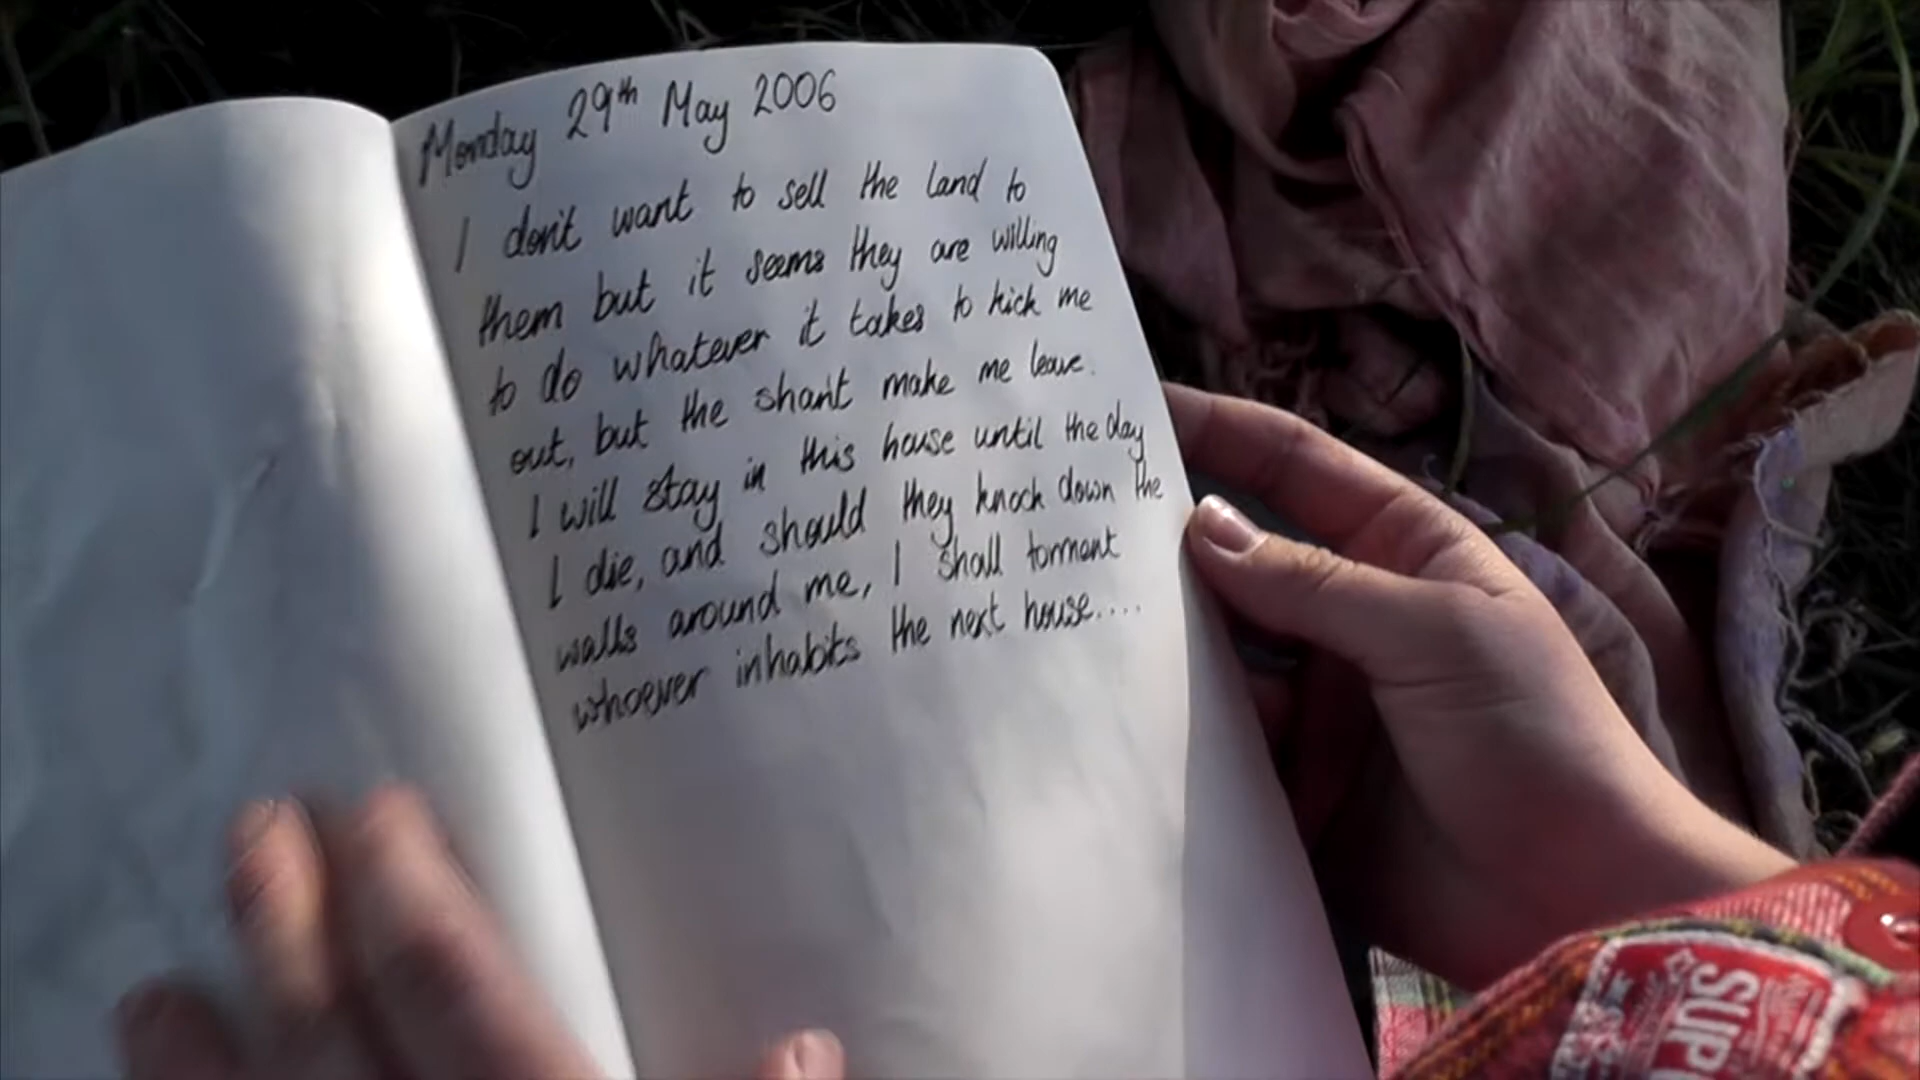 Monday 29th May 2006
I don't want to sell the land to
them but it seems they are willing
to do whatever it takes to kick me
out, but the shan't make me leave.
I will stay in this house until the day
I die, and should they knock down the
walls around me, I shall torment
whoever inhabits the next house....
SUP